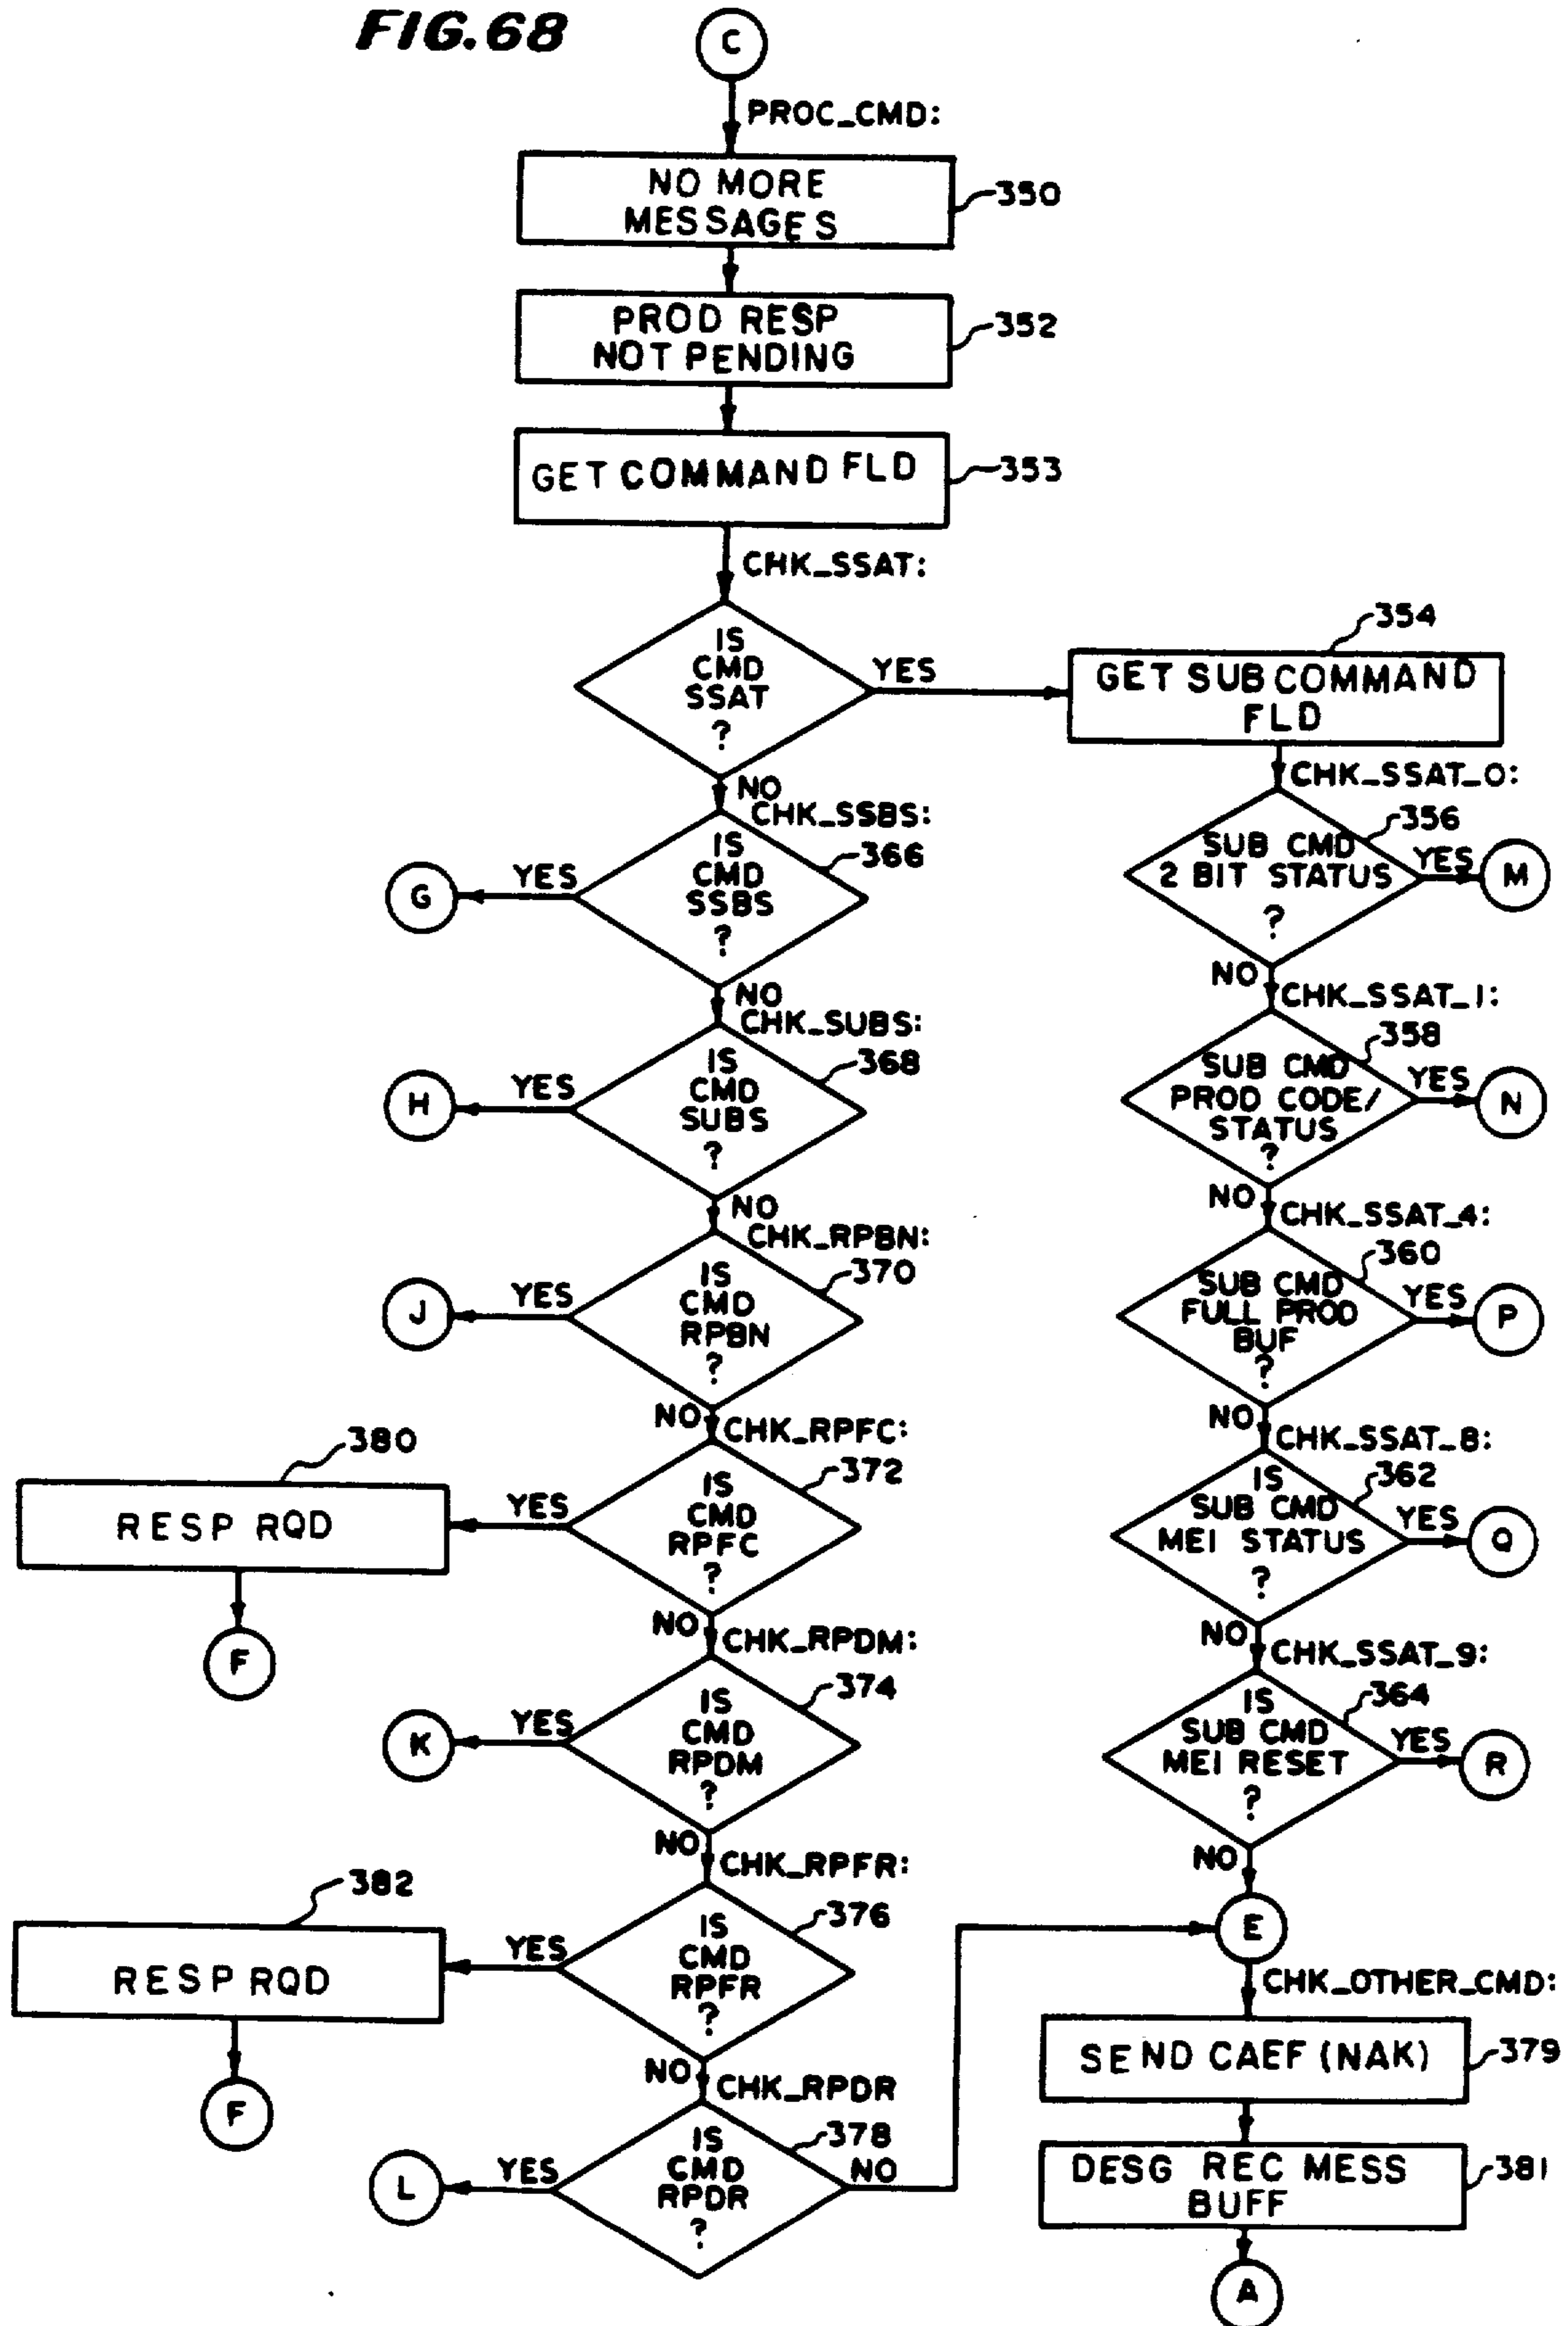 FIG.68
C
PROC_CMD:
NO MORE
MESSAGES
350
PROD RESP
NOT PENDING
352
GET COMMAND FLD
353
CHK_SSAT:
IS
CMD
SSAT
?
YES
NO
354
GET SUB COMMAND
FLD
CHK_SSAT_0:
356
SUB CMD
2 BIT STATUS
?
YES
M
NO
CHK_SSBS:
366
IS
CMD
SSBS
?
YES
G
NO
CHK_SSAT_1:
358
SUB CMD
PROD CODE/
STATUS
?
YES
N
NO
CHK_SUBS:
368
IS
CMD
SUBS
?
YES
H
NO
CHK_SSAT_4:
360
SUB CMD
FULL PROD
BUF
?
YES
P
NO
CHK_RPBN:
370
IS
CMD
RPBN
?
YES
J
NO
CHK_SSAT_8:
362
IS
SUB CMD
MEI STATUS
?
YES
Q
NO
CHK_RPFC:
372
IS
CMD
RPFC
?
YES
380
RESP RQD
F
NO
CHK_SSAT_9:
364
IS
SUB CMD
MEI RESET
?
YES
R
NO
CHK_RPDM:
374
IS
CMD
RPDM
?
YES
K
NO
CHK_RPFR:
376
IS
CMD
RPFR
?
YES
382
RESP RQD
F
NO
CHK_RPDR
378
IS
CMD
RPDR
?
YES
L
NO
E
CHK_OTHER_CMD:
SEND CAEF (NAK)
379
DESG REC MESS
BUFF
381
A